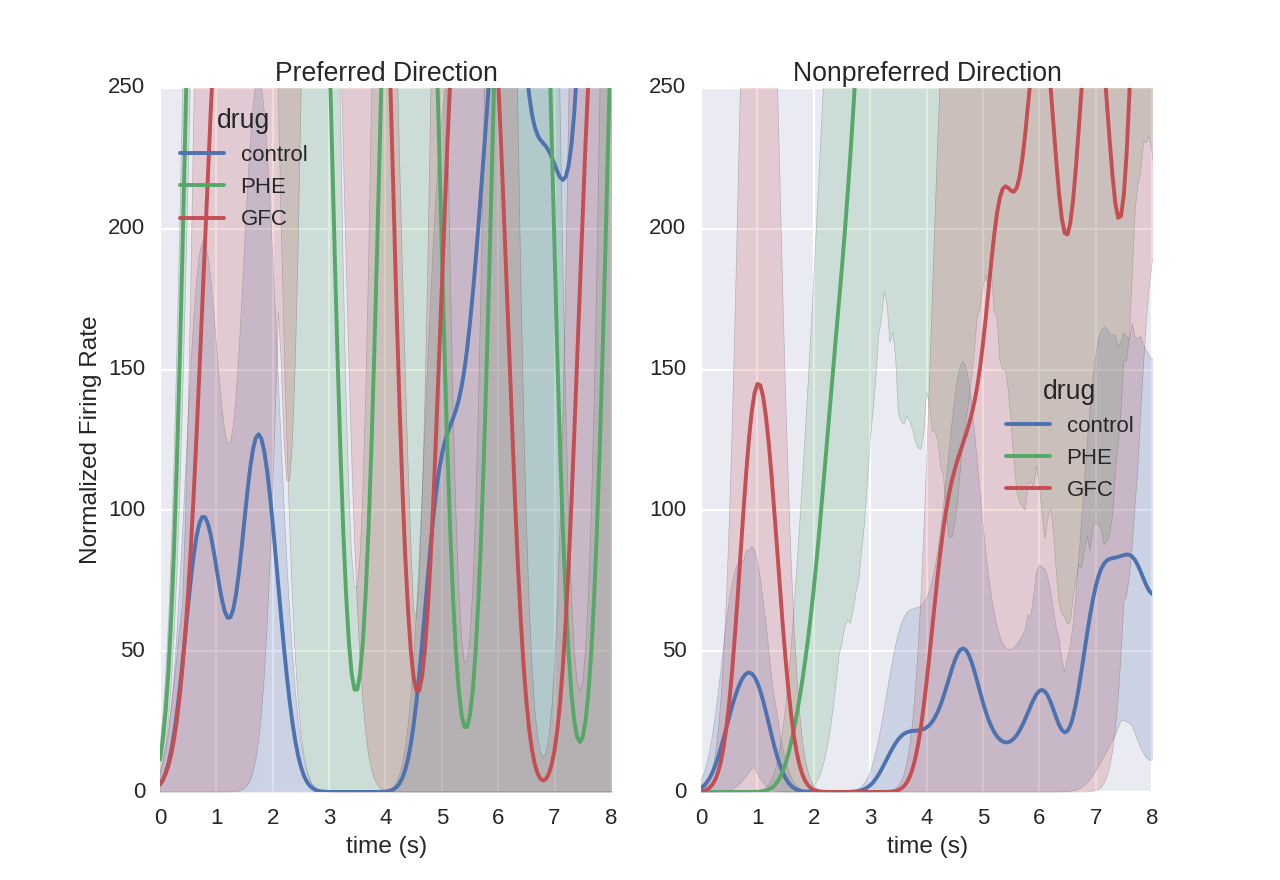 Preferred Direction
Nonpreferred Direction
Normalized Firing Rate
250
200
150
100
50
0
drug
control
PHE
GFC
0 1 2 3 4 5 6 7 8
time (s)
250
200
150
100
50
0
drug
control
PHE
GFC
0 1 2 3 4 5 6 7 8
time (s)